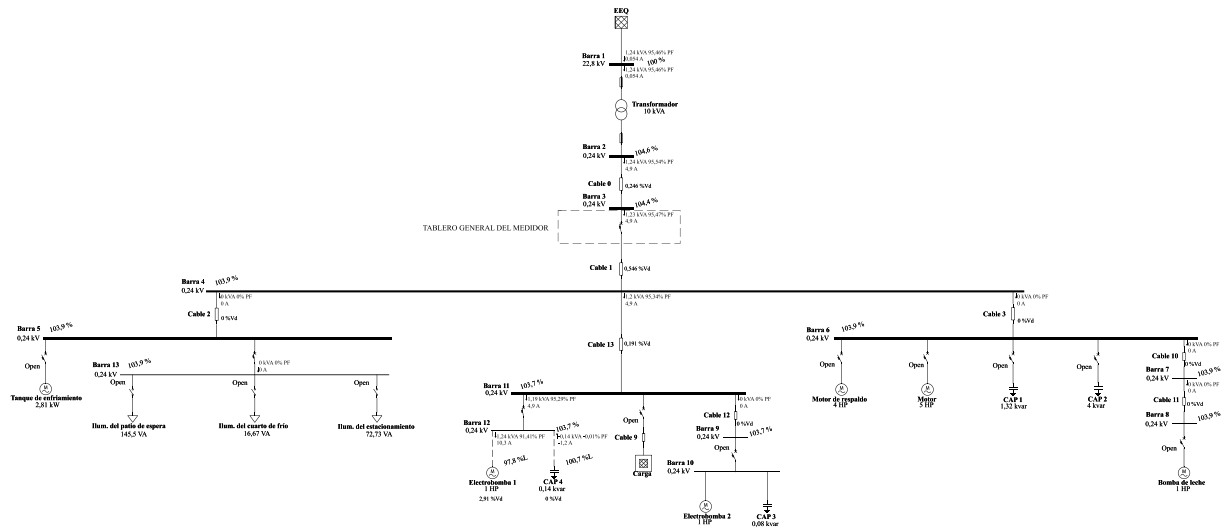 EEQ
Barra 1
22,8 kV
1,24 kVA 95,46% PF
0,054 A
100 %
1,24 kVA 95,46% PF
0,054 A
Transformador
10 kVA
Barra 2
0,24 kV
104,6 %
1,24 kVA 95,54% PF
4,9 A
Cable 0
0,246 %Vd
Barra 3
0,24 kV
104,4 %
1,23 kVA 95,47% PF
4,9 A
TABLERO GENERAL DEL MEDIDOR
Cable 1
0,546 %Vd
Barra 4
0,24 kV
103,9 %
0 kVA 0% PF
0 A
1,2 kVA 95,34% PF
4,9 A
0 kVA 0% PF
0 A
Cable 2
0 %Vd
Cable 3
0 %Vd
Barra 5
0,24 kV
103,9 %
Cable 13
0,191 %Vd
Barra 6
0,24 kV
103,9 %
Open
Barra 13
0,24 kV
103,9 %
0 kVA 0% PF
0 A
Open
Open
Open
Tanque de enfriamiento
2,81 kW
Ilum. del patio de espera
145,5 VA
Ilum. del cuarto de frío
16,67 VA
Ilum. del estacionamiento
72,73 VA
Barra 11
0,24 kV
103,7 %
1,19 kVA 95,29% PF
4,9 A
0 kVA 0% PF
0 A
Barra 12
0,24 kV
103,7 %
1,24 kVA 91,41% PF
10,3 A
0,14 kVA -0,01% PF
-1,2 A
97,8 %L
100,7 %L
Electrobomba 1
1 HP
2,91 %Vd
CAP 4
0,14 kvar
0 %Vd
Open
Cable 9
Carga
Cable 12
0 %Vd
Barra 9
0,24 kV
103,7 %
Open
Barra 10
0,24 kV
Electrobomba 2
1 HP
CAP 3
0,08 kvar
Open
Open
Open
Open
Motor de respaldo
4 HP
Motor
5 HP
CAP 1
1,32 kvar
CAP 2
4 kvar
0 kVA 0% PF
0 A
Cable 10
0 %Vd
Barra 7
0,24 kV
103,9 %
0 kVA 0% PF
0 A
Cable 11
0 %Vd
Barra 8
0,24 kV
103,9 %
Open
Bomba de leche
1 HP